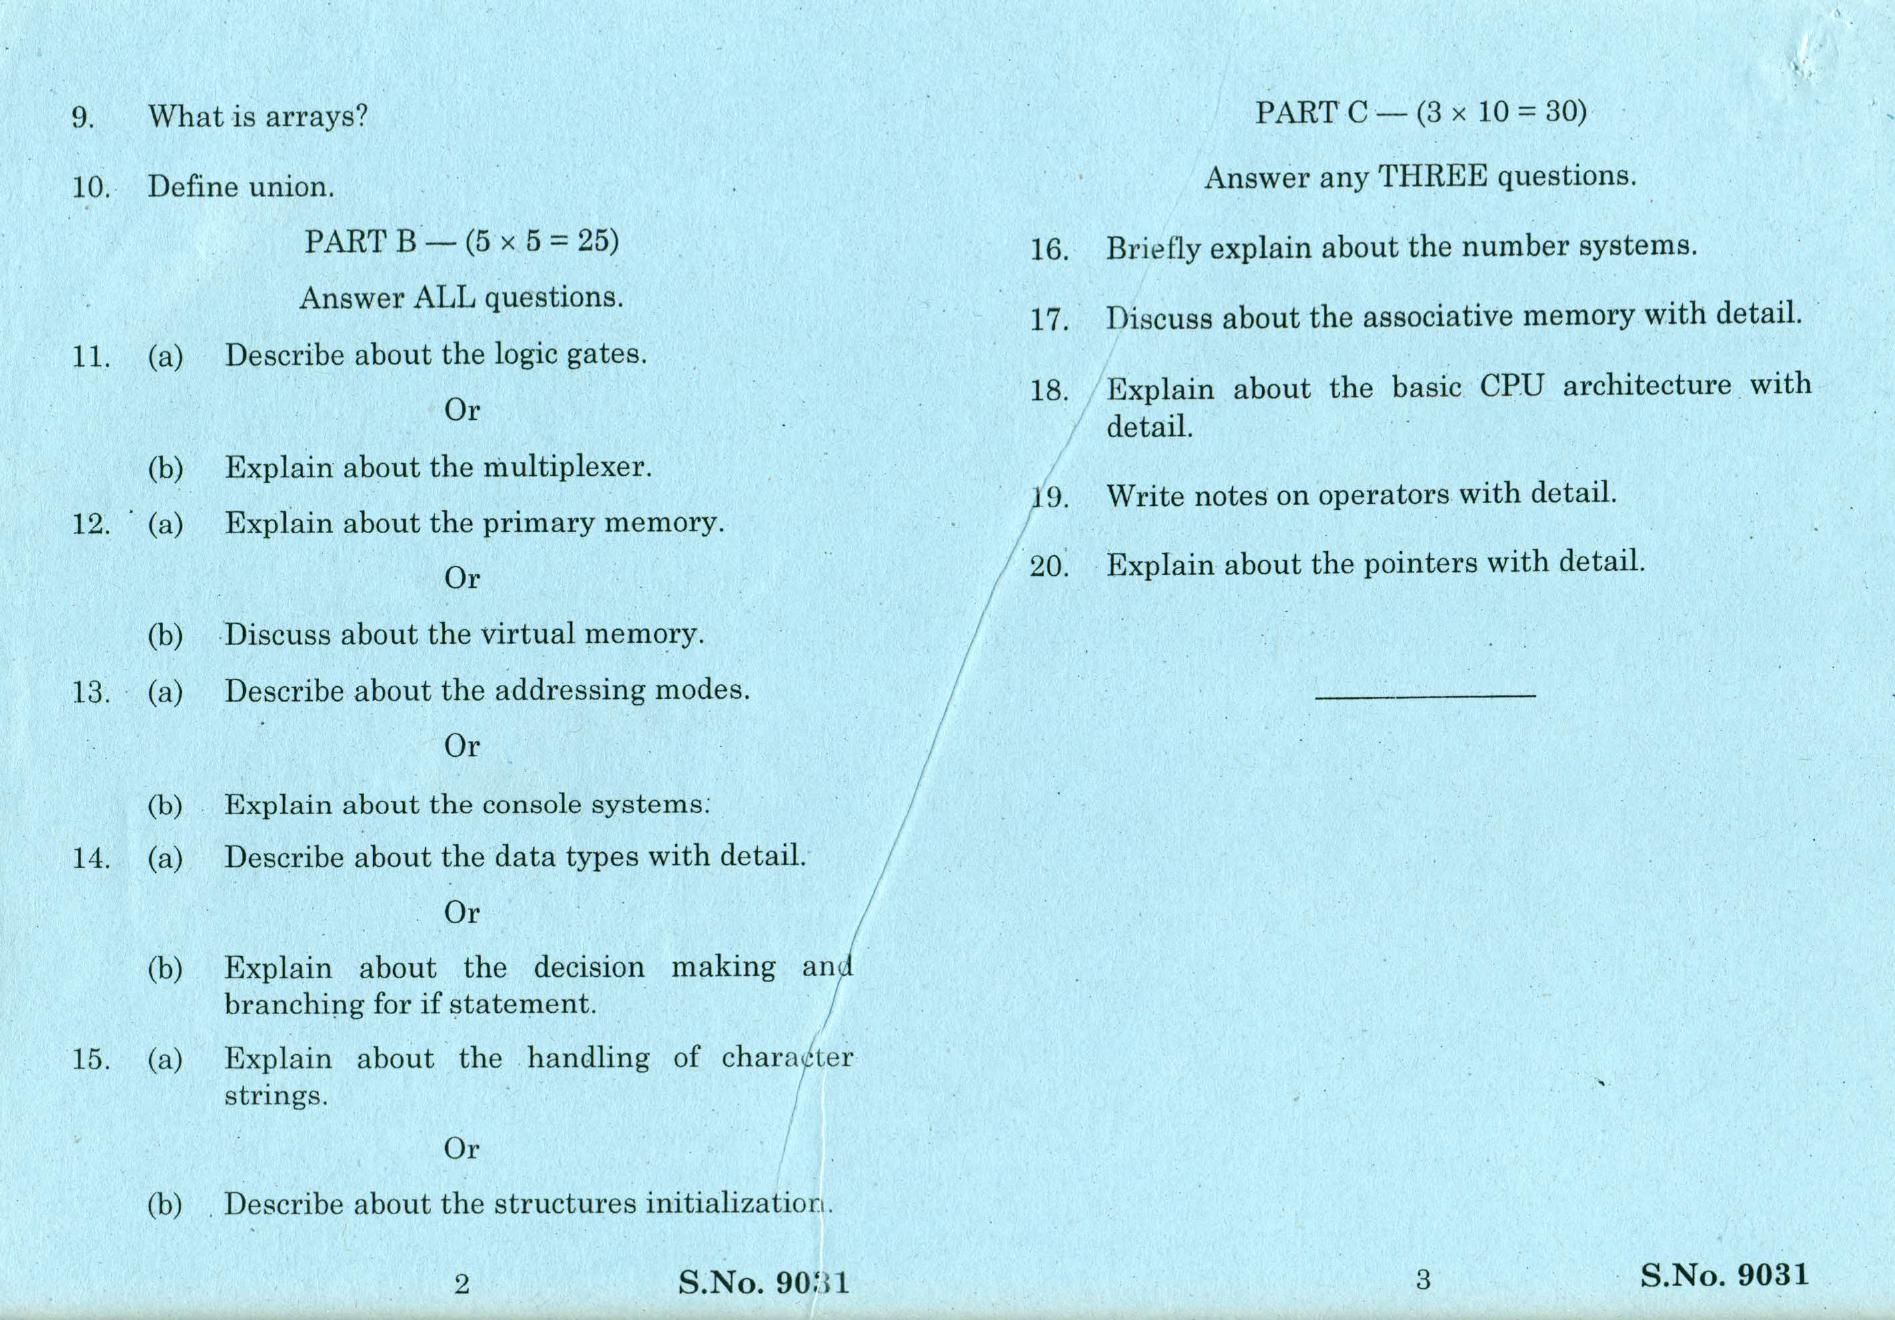 9. What is arrays?
10. Define union.
PART B — (5 × 5 = 25)
Answer ALL questions.
11. (a) Describe about the logic gates.
Or
(b) Explain about the multiplexer.
12. (a) Explain about the primary memory.
Or
(b) Discuss about the virtual memory.
13. (a) Describe about the addressing modes.
Or
(b) Explain about the console systems.
14. (a) Describe about the data types with detail.
Or
(b) Explain about the decision making and
branching for if statement.
15. (a) Explain about the handling of character
strings.
Or
(b) Describe about the structures initialization.
2 S.No. 9031
PART C — (3 × 10 = 30)
Answer any THREE questions.
16. Briefly explain about the number systems.
17. Discuss about the associative memory with detail.
18. Explain about the basic CPU architecture with
detail.
19. Write notes on operators with detail.
20. Explain about the pointers with detail.
3 S.No. 9031